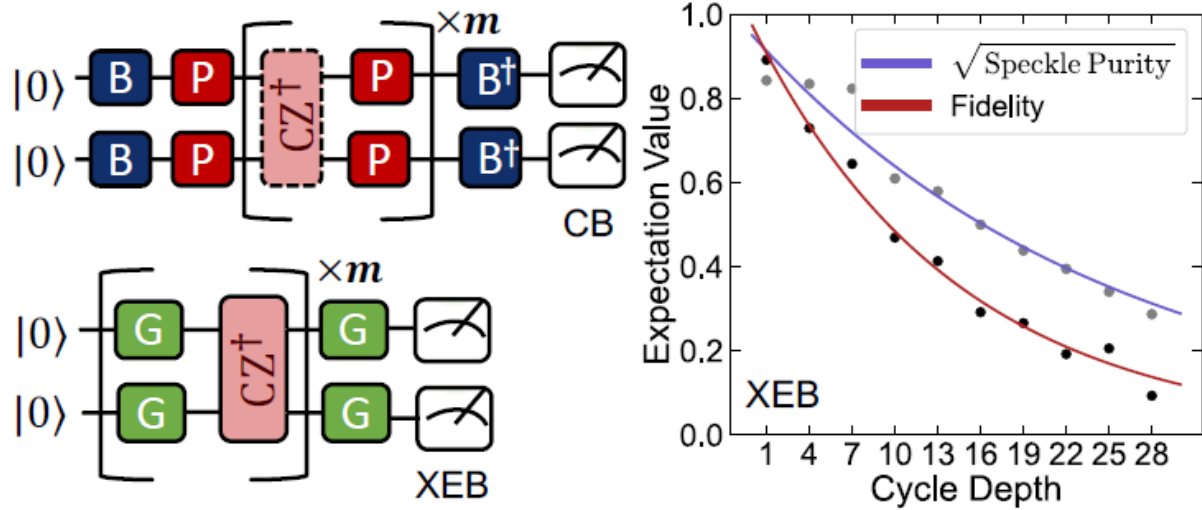 ×m
|0⟩ B P CZ† P B†
|0⟩ B P P B†
CB
×m
|0⟩ G CZ† G
|0⟩ G G
XEB
Expectation Value
1.0
0.8
0.6
0.4
0.2
0.0
√Speckle Purity
Fidelity
XEB
1 4 7 10 13 16 19 22 25 28
Cycle Depth